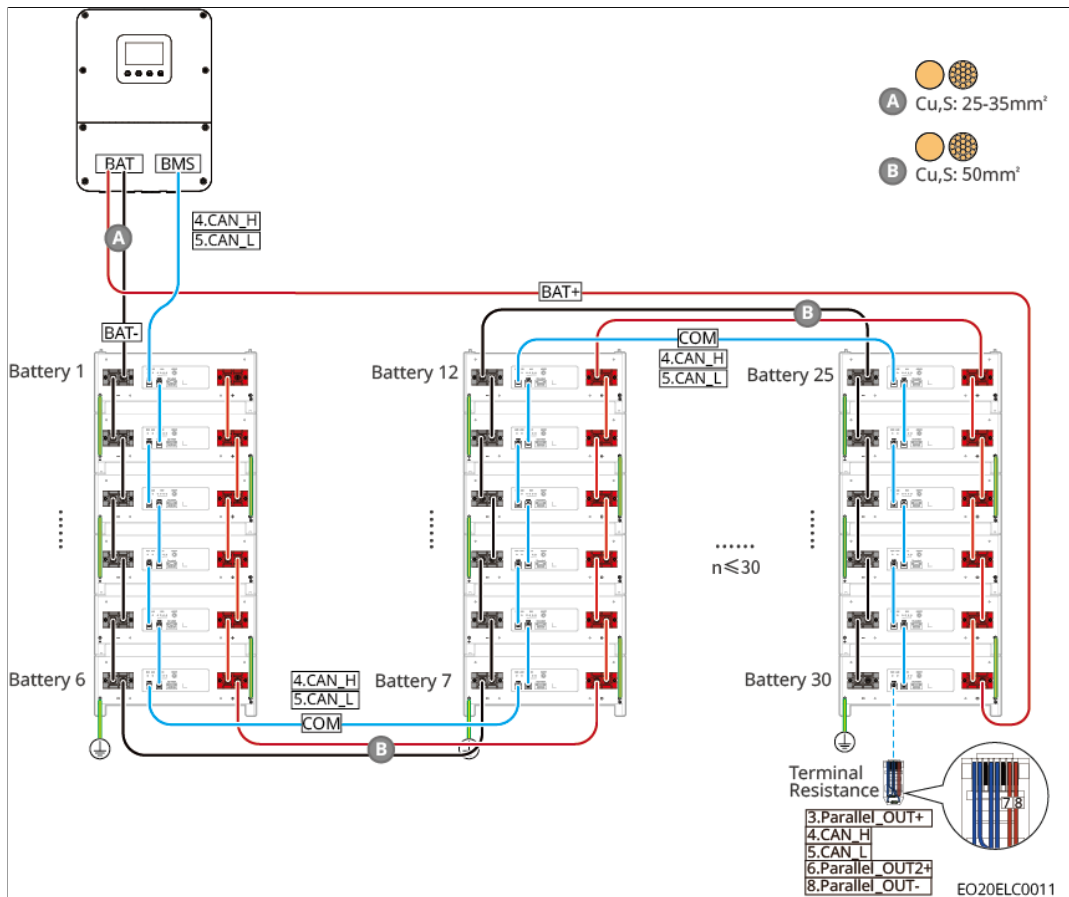 A
Cu,S: 25-35mm²
B
Cu,S: 50mm²
BAT
BMS
A
4.CAN_H
5.CAN_L
BAT+
BAT-
B
COM
4.CAN_H
5.CAN_L
Battery 1
Battery 12
Battery 25
......
......
......
......
n≤30
Battery 6
Battery 7
Battery 30
4.CAN_H
5.CAN_L
COM
B
Terminal
Resistance
7 8
3.Parallel_OUT+
4.CAN_H
5.CAN_L
6.Parallel_OUT2+
8.Parallel_OUT-
EO20ELC0011